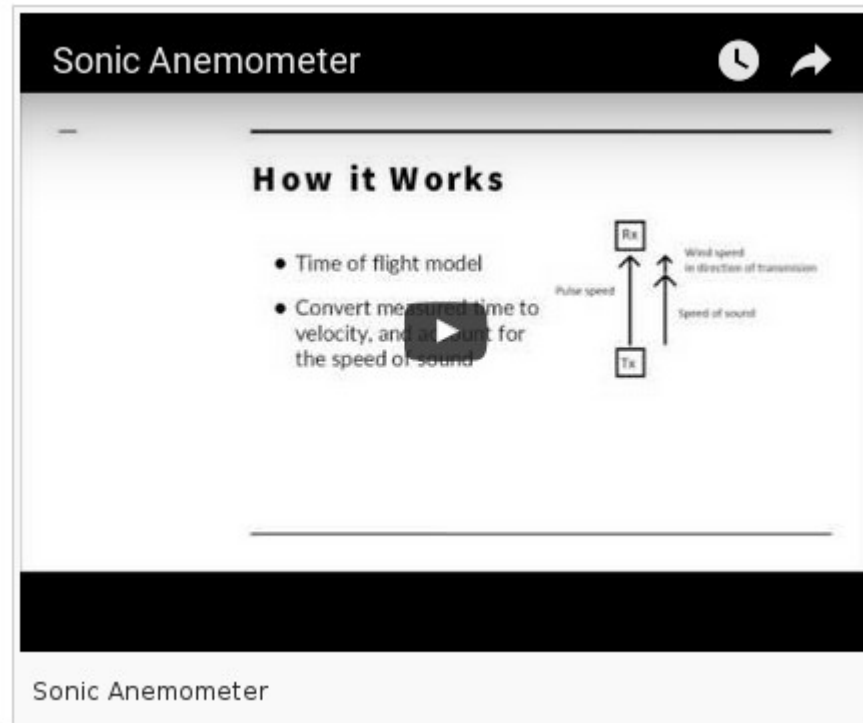 Sonic Anemometer
How it Works
• Time of flight model
• Convert measured time to
velocity, and account for
the speed of sound
Rx
Wind speed
in direction of transmission
Pulse speed
Speed of sound
Tx
Sonic Anemometer